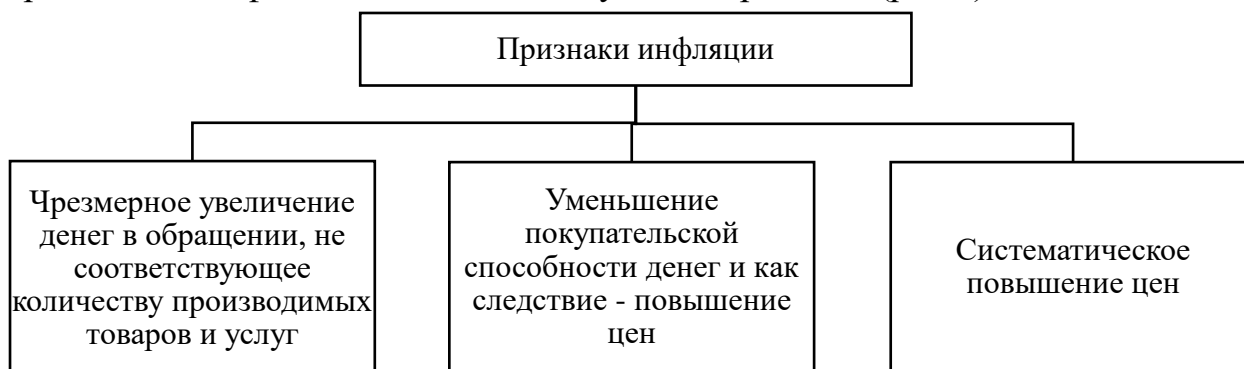 Признаки инфляции
Чрезмерное увеличение
денег в обращении, не
соответствующее
количеству производимых
товаров и услуг
Уменьшение
покупательской
способности денег и как
следствие - повышение
цен
Систематическое
повышение цен